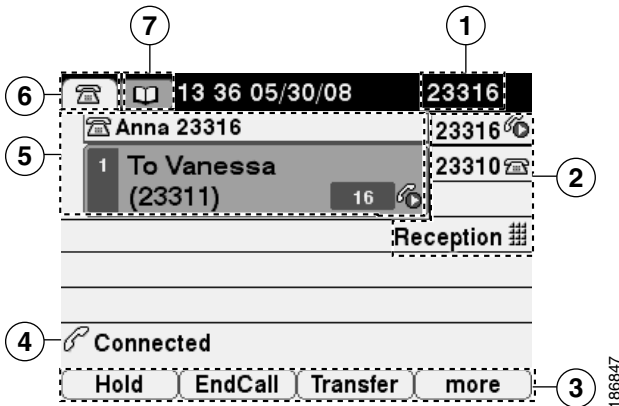 7 1
6 13 36 05/30/08 23316
Anna 23316 23316
5 1 To Vanessa 23310 2
(23311) 16
Reception
4 Connected
Hold EndCall Transfer more 3
186847